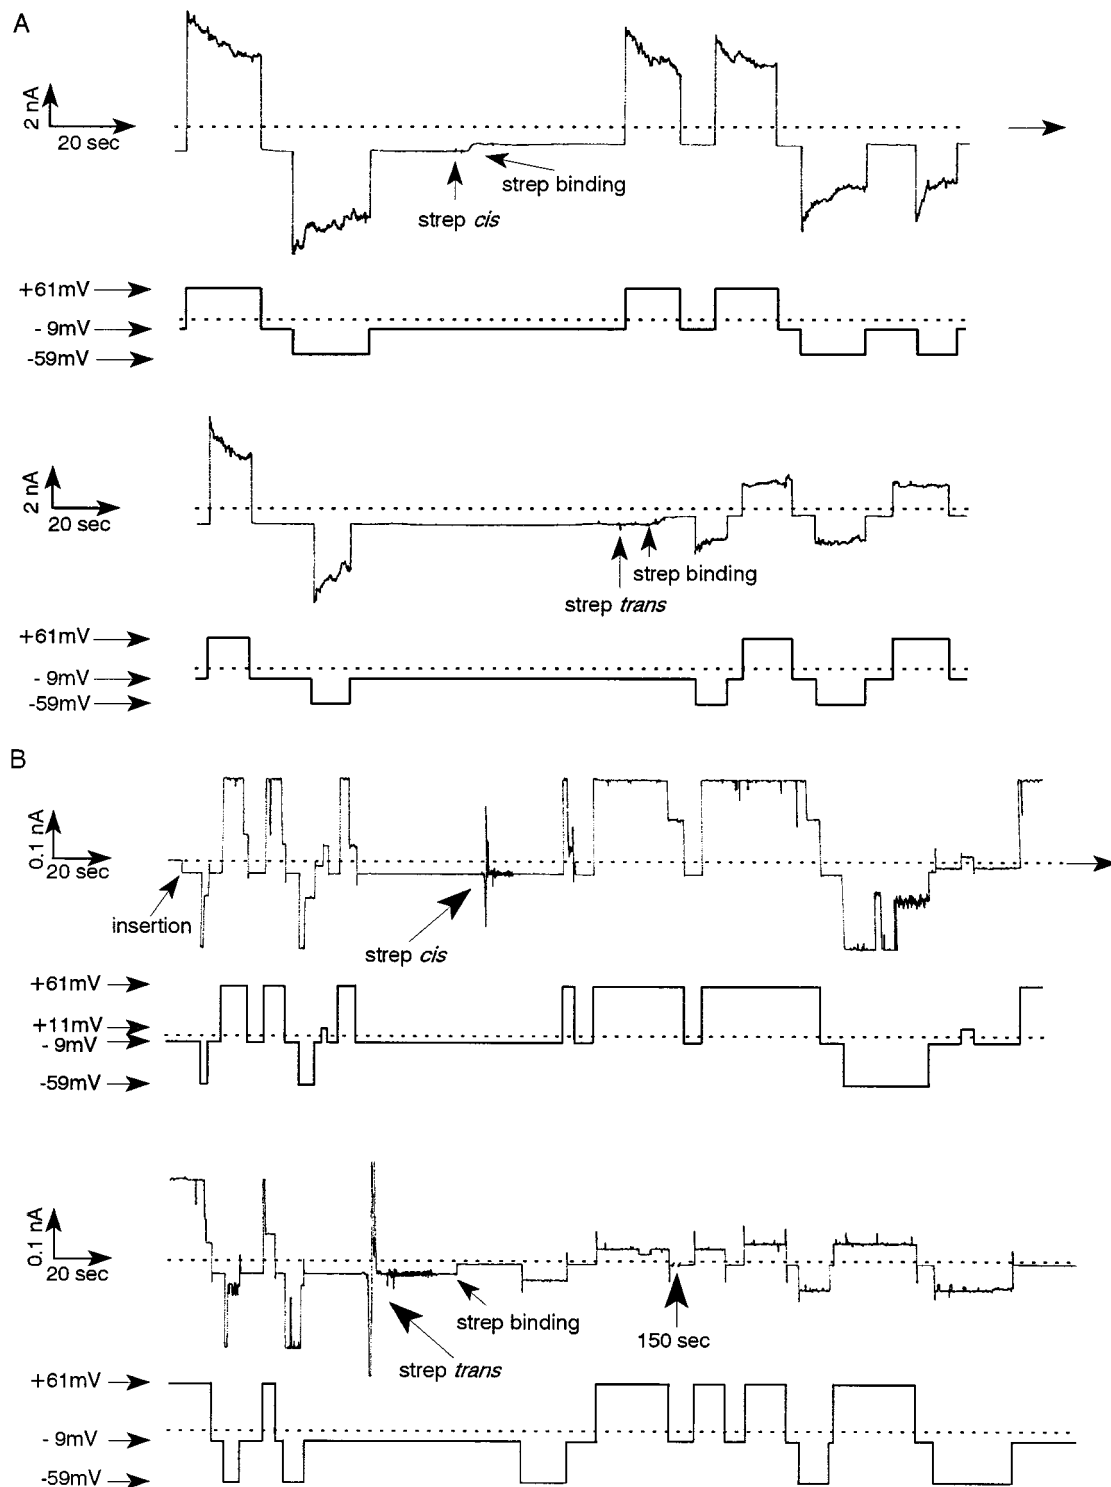 A
2 nA
20 sec
strep binding
strep cis
+61mV
- 9mV
-59mV
2 nA
20 sec
strep binding
strep trans
+61mV
- 9mV
-59mV
B
0.1 nA
20 sec
insertion
strep cis
+61mV
+11mV
- 9mV
-59mV
0.1 nA
20 sec
strep binding
150 sec
strep trans
+61mV
- 9mV
-59mV